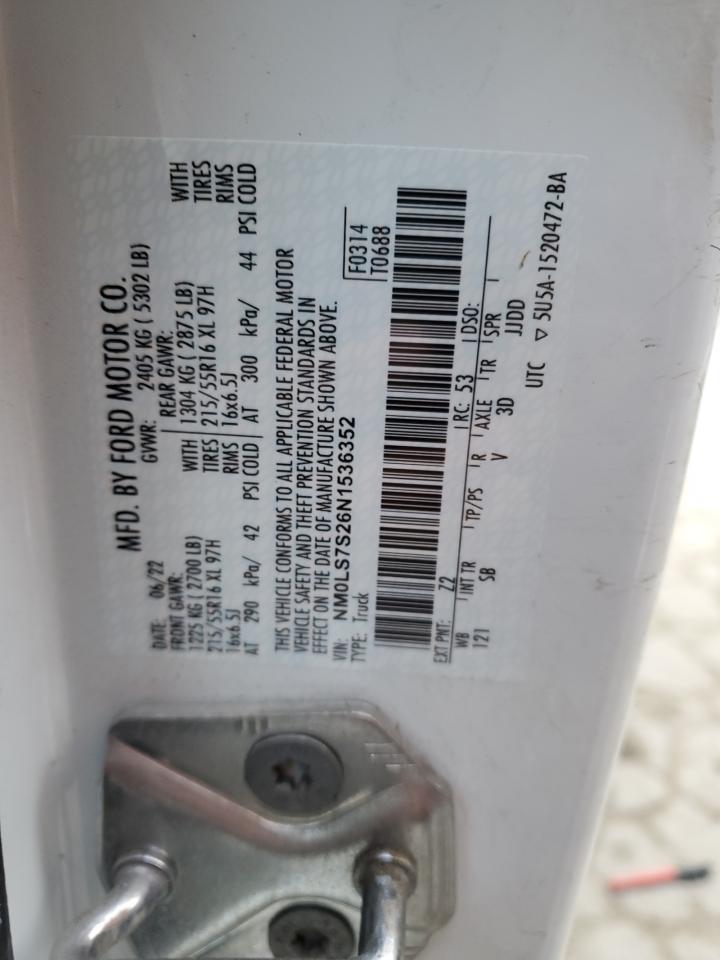 MFD. BY FORD MOTOR CO.
DATE: 06/22 GVWR: 2405 KG ( 5302 LB)
FRONT GAWR: REAR GAWR:
1225 KG ( 2700 LB) WITH 1304 KG ( 2875 LB) WITH
215/55R16 XL 97H TIRES 215/55R16 XL 97H TIRES
16x6.5J RIMS 16x6.5J RIMS
AT 290 kPa/ 42 PSI COLD AT 300 kPa/ 44 PSI COLD
THIS VEHICLE CONFORMS TO ALL APPLICABLE FEDERAL MOTOR
VEHICLE SAFETY AND THEFT PREVENTION STANDARDS IN
EFFECT ON THE DATE OF MANUFACTURE SHOWN ABOVE.
VIN: NM0LS7S26N1536352 F0314
TYPE: Truck T0688
EXT PNT: Z2 RC: 53 DSO:
WB INT TR TP/PS R AXLE TR SPR
121 SB V 3D JJDD
UTC ▽ 5U5A-1520472-BA